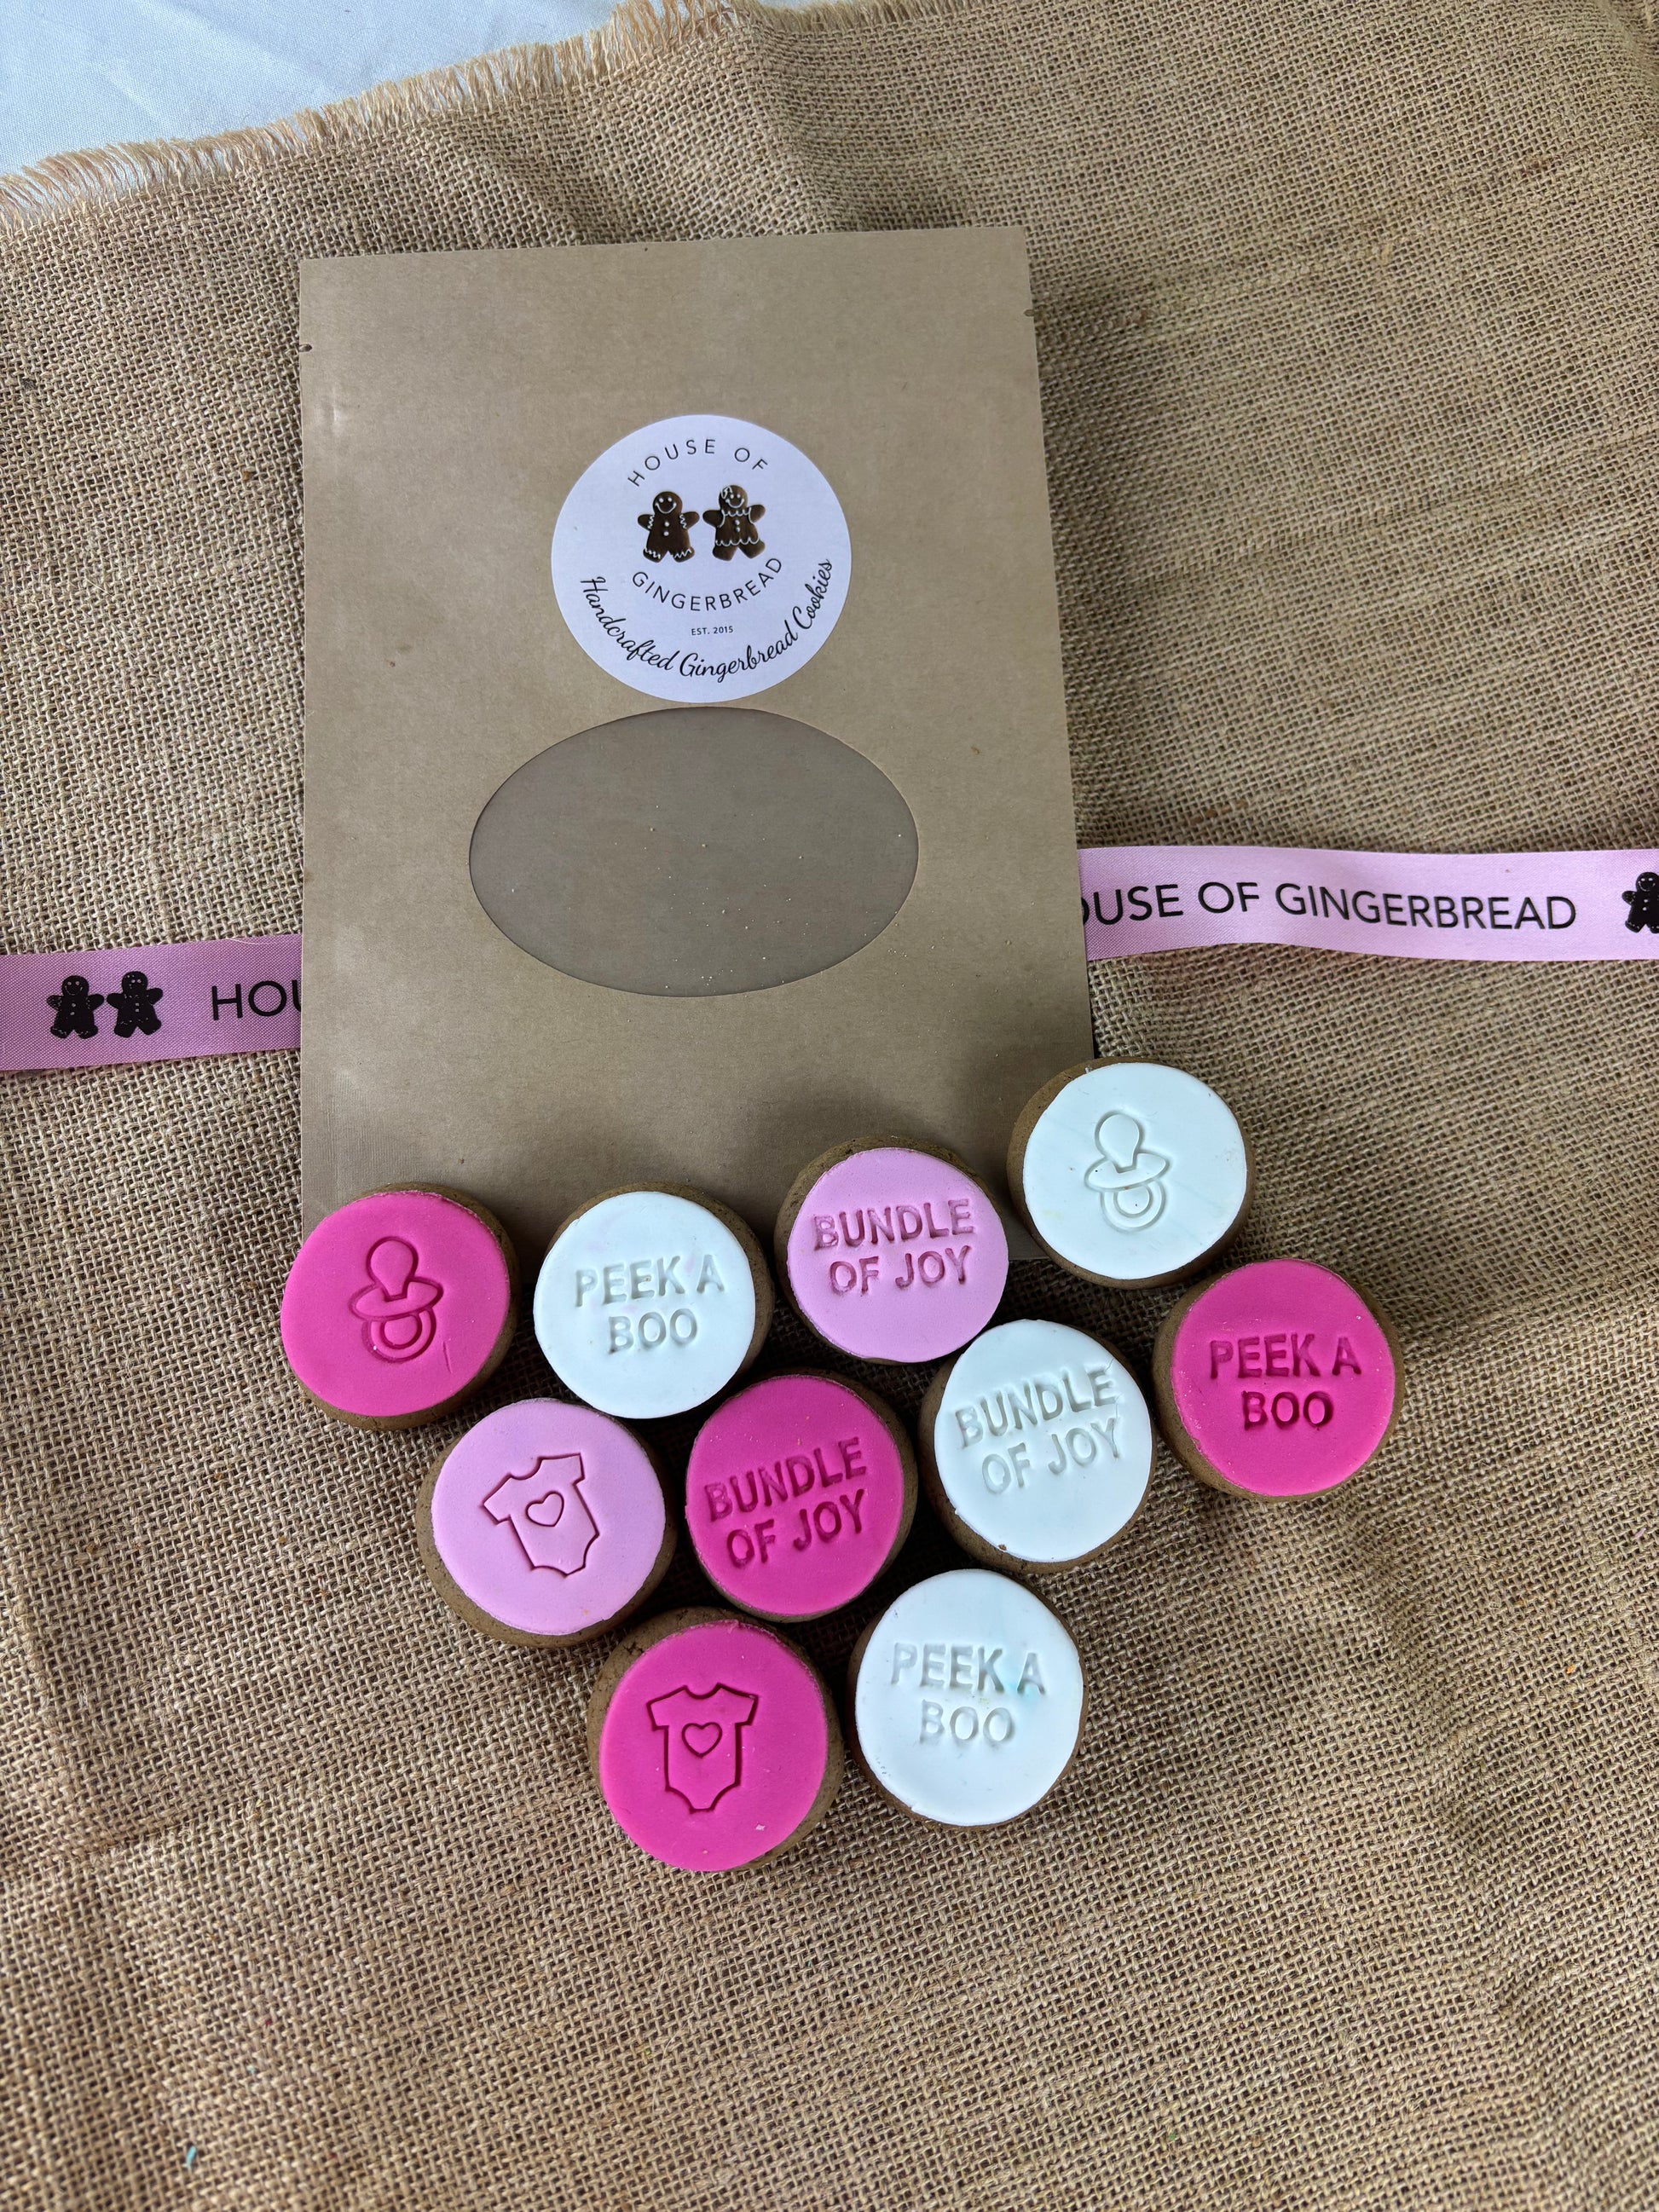 HOUSE OF
GINGERBREAD
EST. 2015
Handcrafted Gingerbread Cookies
HOU
OUSE OF GINGERBREAD
BUNDLE
OF JOY
PEEK A
BOO
BUNDLE
OF JOY
PEEK A
BOO
BUNDLE
OF JOY
PEEK A
BOO